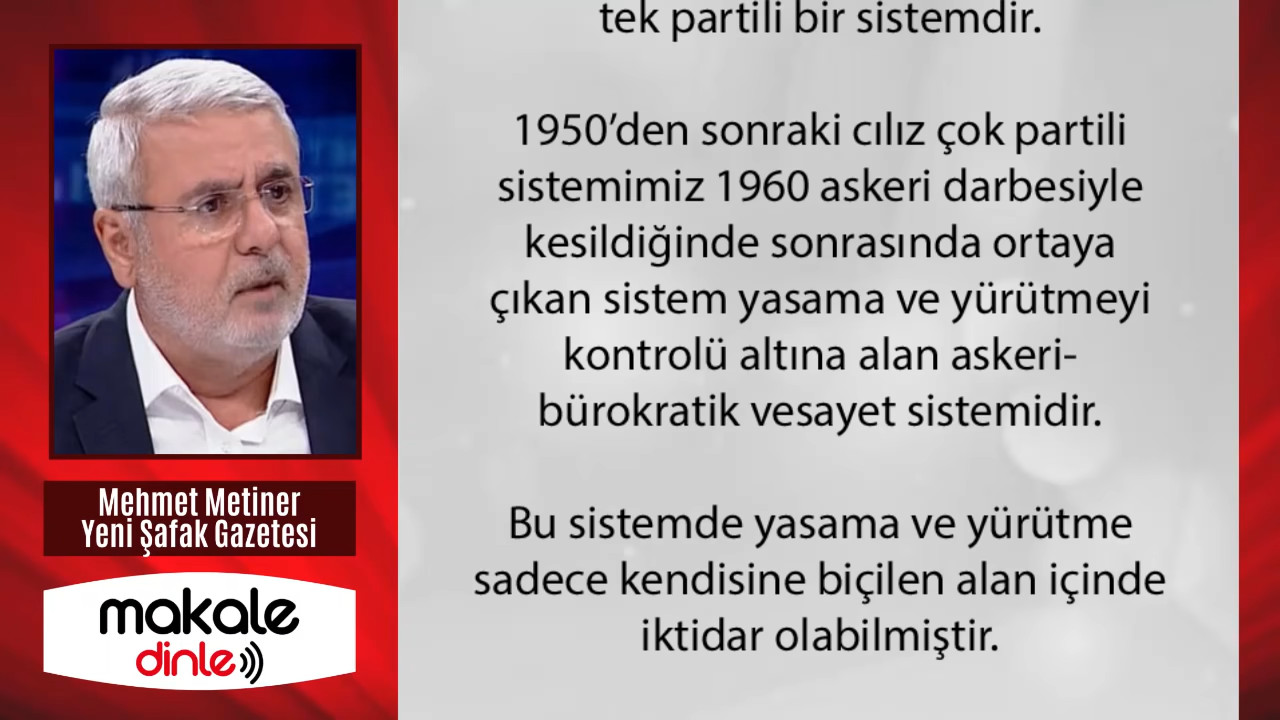 tek partili bir sistemdir.
1950’den sonraki cılız çok partili
sistemimiz 1960 askeri darbesiyle
kesildiğinde sonrasında ortaya
çıkan sistem yasama ve yürütmeyi
kontrolü altına alan askeri-
bürokratik vesayet sistemidir.
Bu sistemde yasama ve yürütme
sadece kendisine biçilen alan içinde
iktidar olabilmiştir.
Mehmet Metiner
Yeni Şafak Gazetesi
makale
dinle